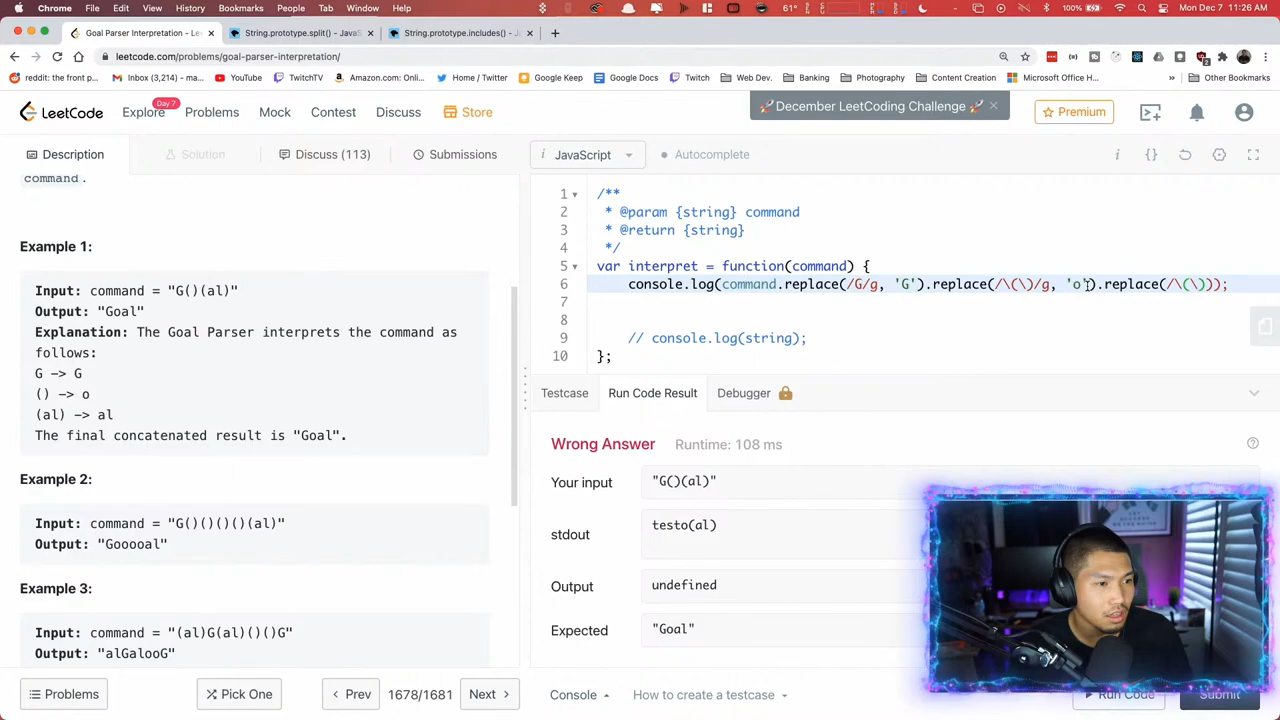 Chrome File Edit View History Bookmarks People Tab Window Help
Mon Dec 7 11:26 AM
Goal Parser Interpretation - Le
String.prototype.split() - JavaS
String.prototype.includes() - Ja
leetcode.com/problems/goal-parser-interpretation/
reddit: the front p...
Inbox (3,214) - m...
YouTube
TwitchTV
Amazon.com: Onlin...
Home / Twitter
Google Keep
Google Docs
Twitch
Web Dev.
Banking
Photography
Content Creation
Microsoft Office H...
»
Other Bookmarks
LeetCode
Explore
Day 7
Problems
Mock
Contest
Discuss
Store
🚀December LeetCoding Challenge 🚀
Premium
Description
Solution
Discuss (113)
Submissions
JavaScript
Autocomplete
command.
Example 1:
Input: command = "G()(al)"
Output: "Goal"
Explanation: The Goal Parser interprets the command as
follows:
G -> G
() -> o
(al) -> al
The final concatenated result is "Goal".
Example 2:
Input: command = "G()()()()(al)"
Output: "Gooooal"
Example 3:
Input: command = "(al)G(al)()()G"
Output: "alGalooG"
1 /**
2 * @param {string} command
3 * @return {string}
4 */
5 var interpret = function(command) {
6 console.log(command.replace(/G/g, 'G').replace(/\(\)/g, 'o').replace(/\(\)));
7
8
9 // console.log(string);
10 };
Testcase
Run Code Result
Debugger
Wrong Answer
Runtime: 108 ms
Your input
"G()(al)"
stdout
testo(al)
Output
undefined
Expected
"Goal"
Problems
Pick One
Prev
1678/1681
Next
Console
How to create a testcase
Run Code
Submit